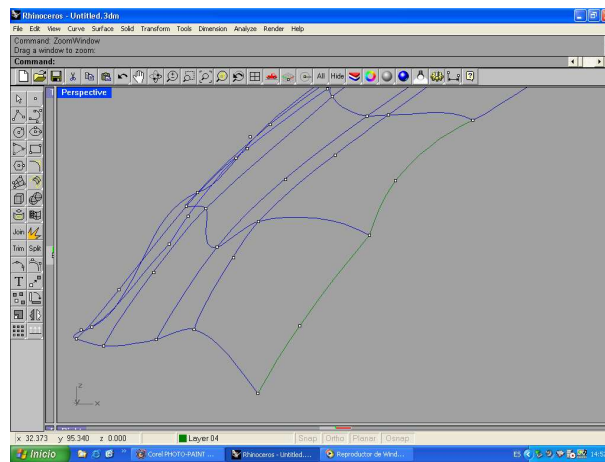 Rhinoceros - Untitled.3dm
File Edit View Curve Surface Solid Transform Tools Dimension Analyze Render Help
Command: ZoomWindow
Drag a window to zoom:
Command:
All Hide
Perspective
Join
Trim Split
T
z
y x
x 32.373 y 95.340 z 0.000 Layer 04 Snap Ortho Planar Osnap
Inicio Corel PHOTO-PAINT ... Rhinoceros - Untitled.... Reproductor de Wind... ES